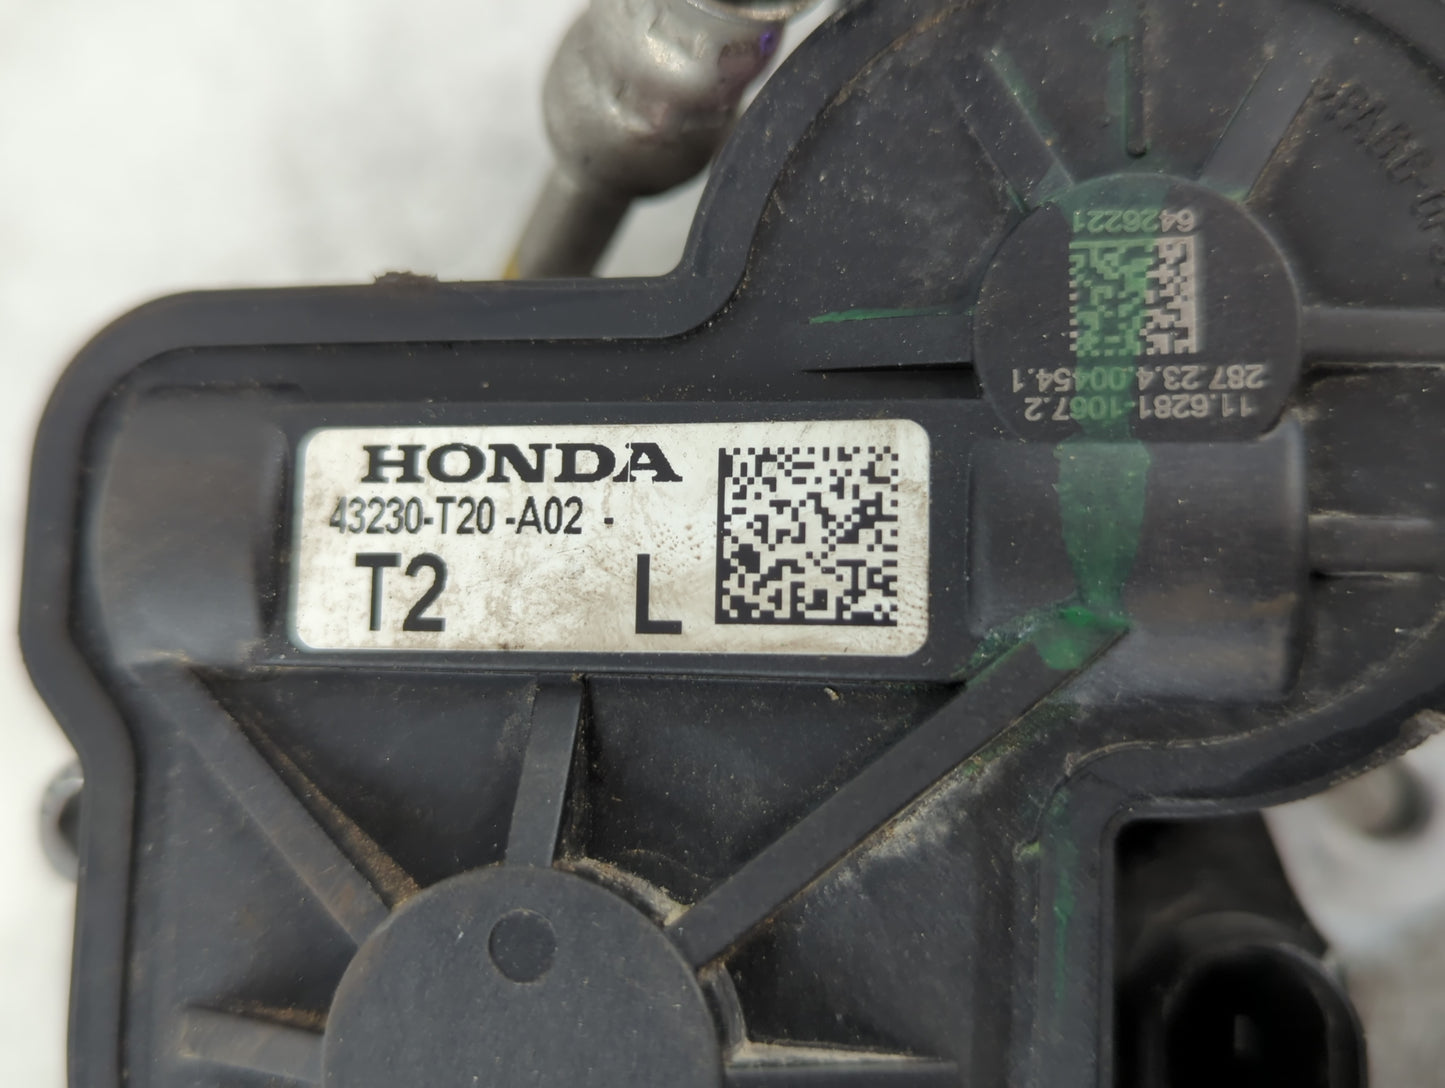 HONDA
43230-T20 -A02 -
T2 L
11.6281-1067.2
287.23.4.00454.1
6426221